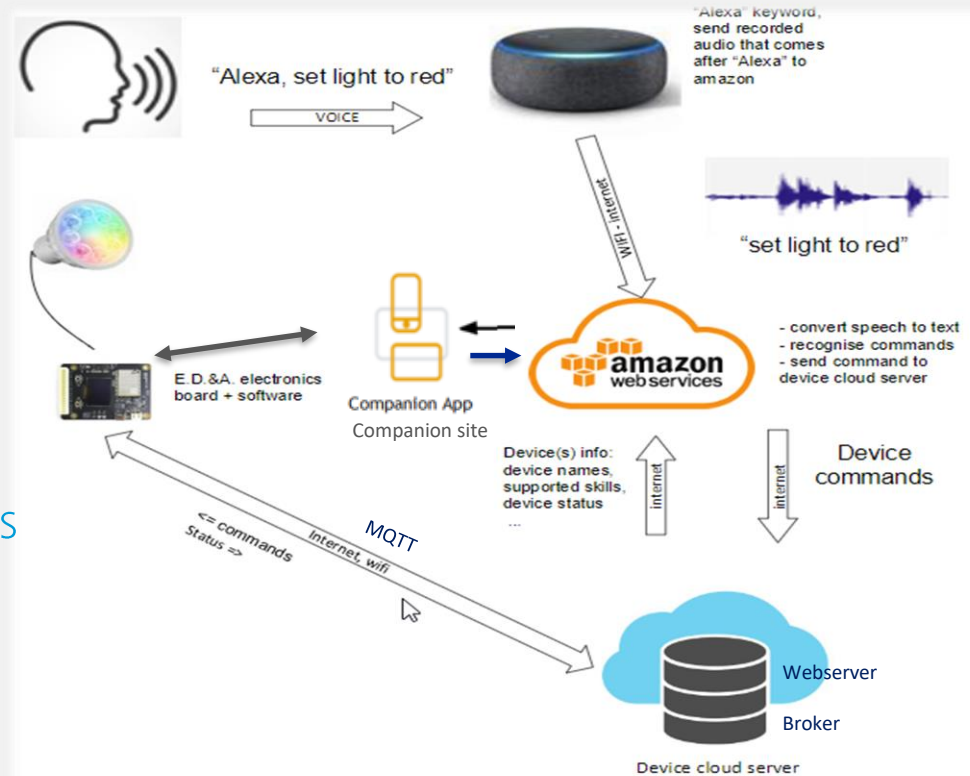 "Alexa" keyword,
send recorded
audio that comes
after "Alexa" to
amazon
"Alexa, set light to red"
VOICE
WiFi - internet
"set light to red"
amazon
web services
- convert speech to text
- recognise commands
- send command to
device cloud server
E.D.&A. electronics
board + software
Companion App
Companion site
Device(s) info:
device names,
supported skills,
device status
...
internet
internet
Device
commands
S
<= commands
Status =>
Internet, wifi
MQTT
Webserver
Broker
Device cloud server